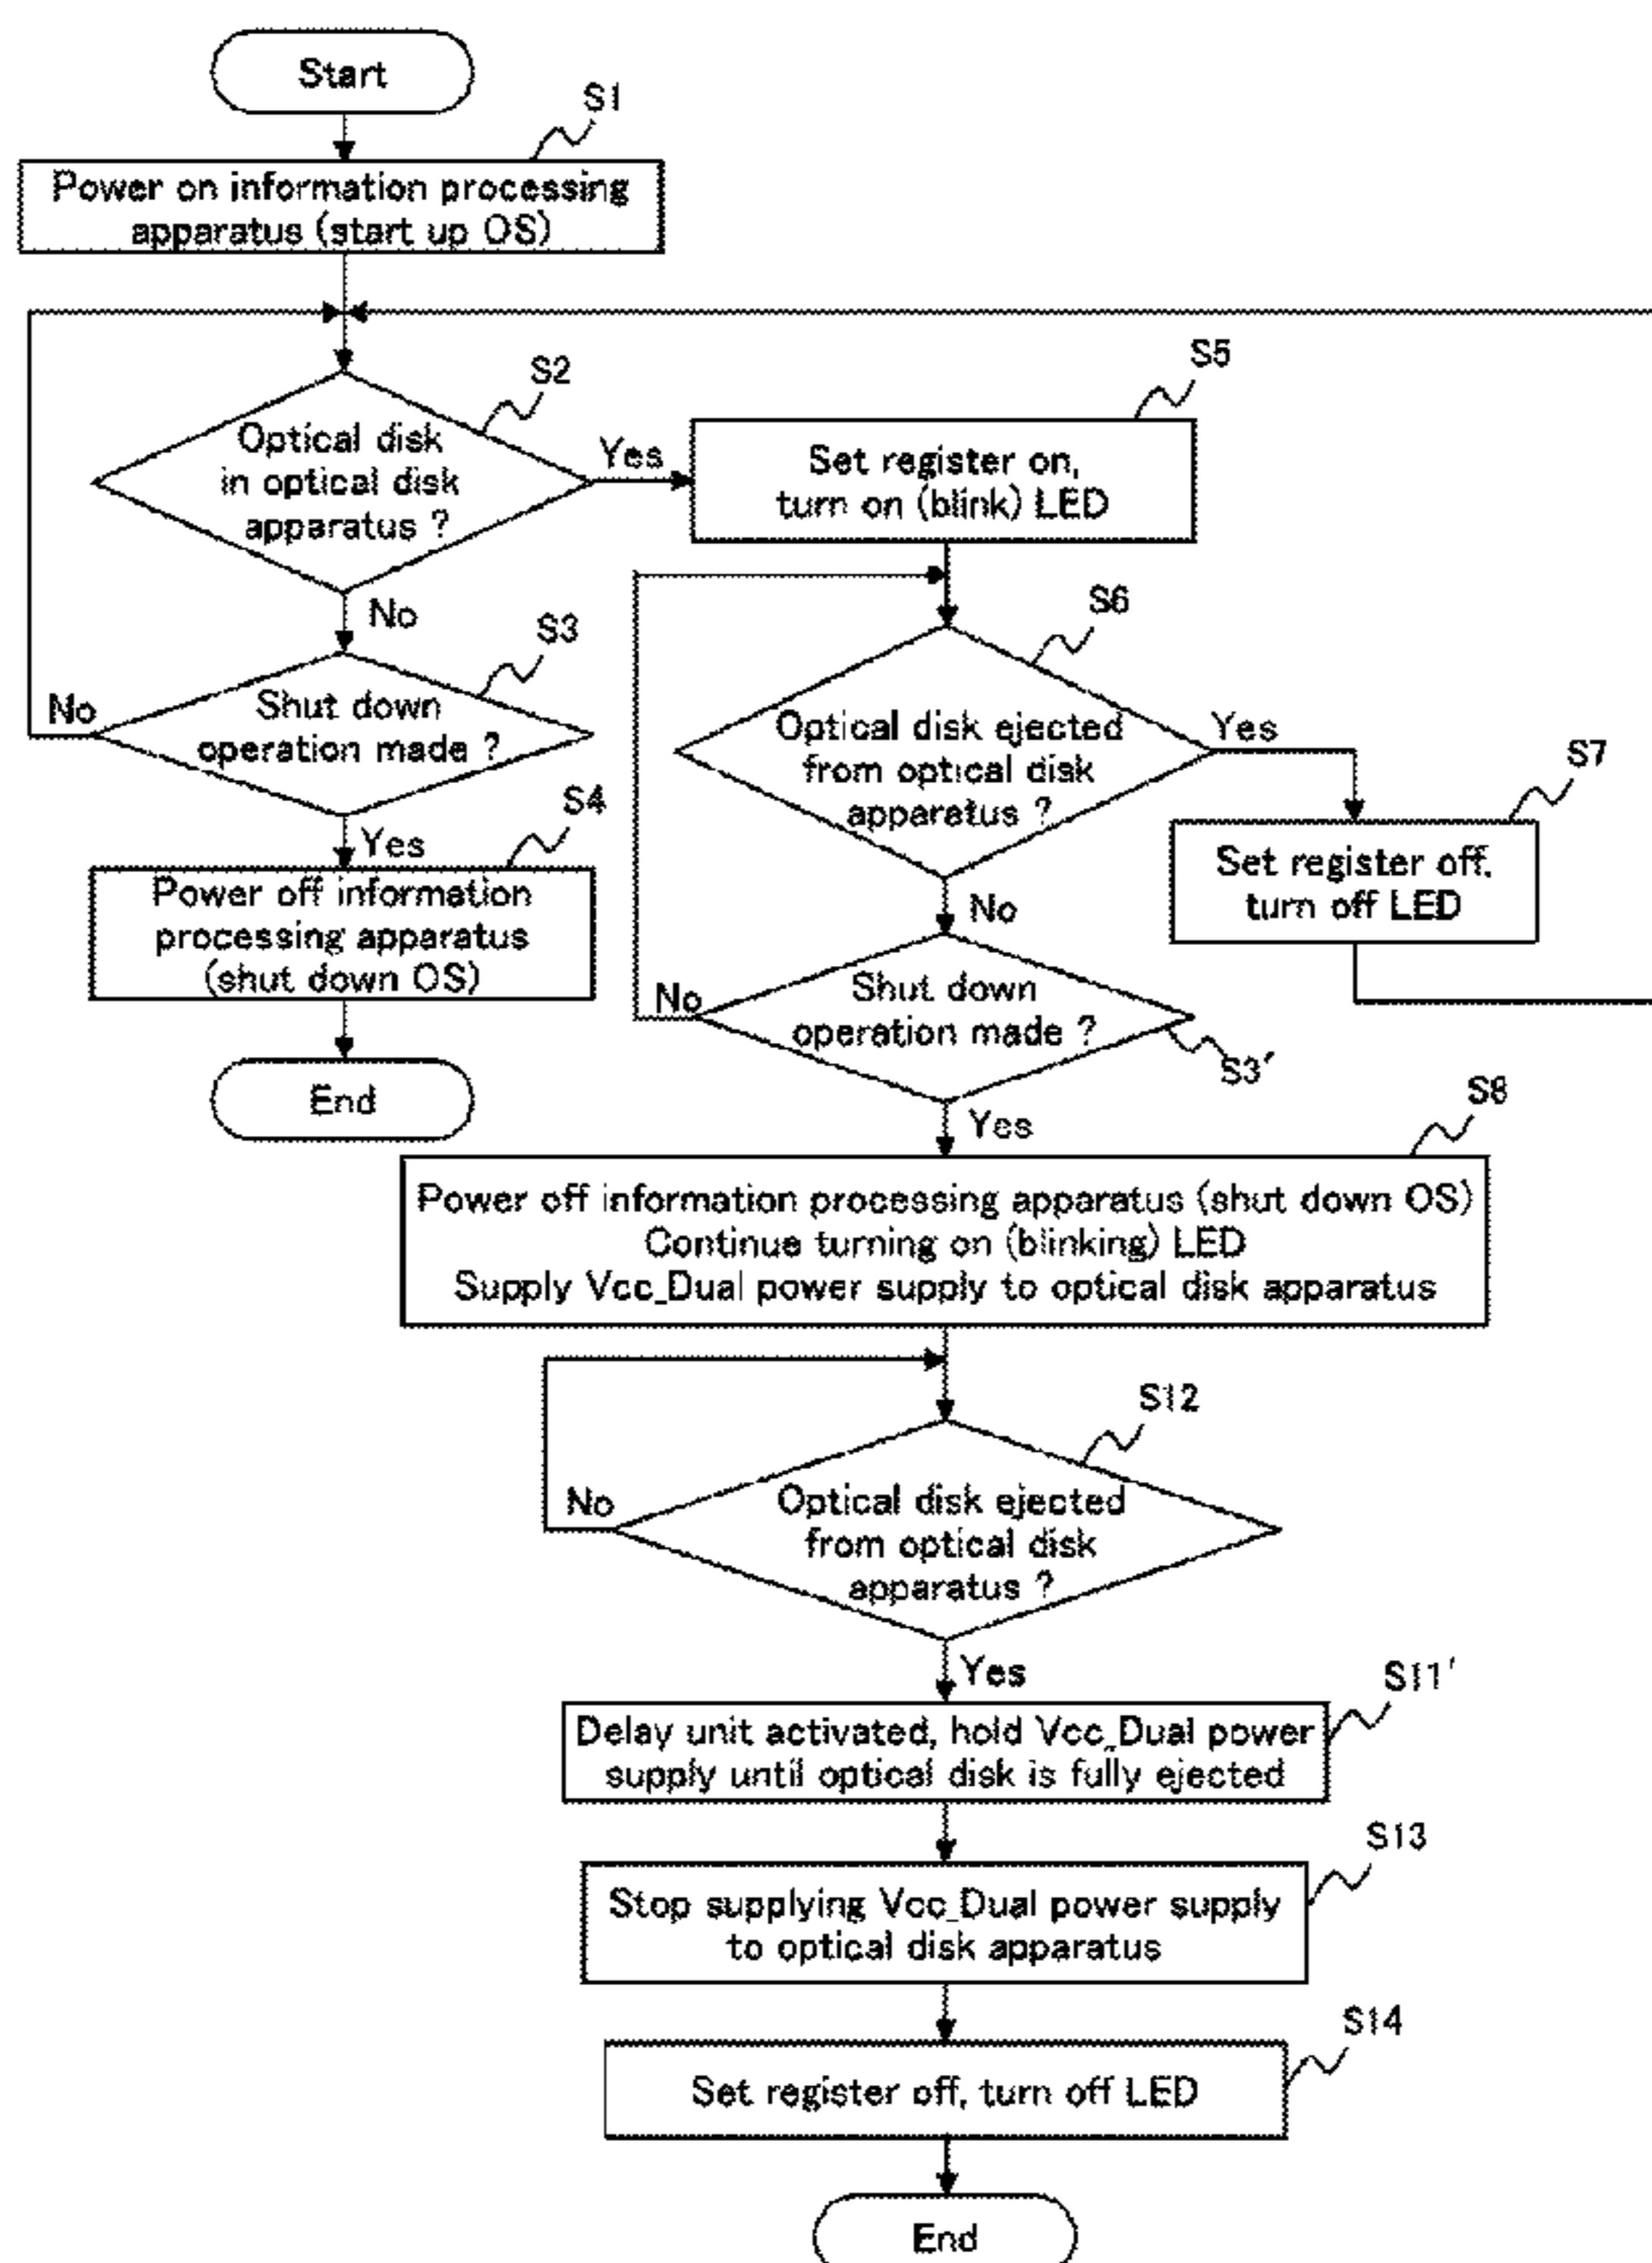 Start
S1
Power on information processing
apparatus (start up OS)
S2
Optical disk
in optical disk
apparatus ?
Yes
No
S3
Shut down
operation made ?
No
Yes
S4
Power off information
processing apparatus
(shut down OS)
End
S5
Set register on,
turn on (blink) LED
S6
Optical disk ejected
from optical disk
apparatus ?
Yes
No
S7
Set register off,
turn off LED
Shut down
operation made ?
No
S3′
Yes
S8
Power off information processing apparatus (shut down OS)
Continue turning on (blinking) LED
Supply Vcc_Dual power supply to optical disk apparatus
S12
Optical disk ejected
from optical disk
apparatus ?
No
Yes
S11′
Delay unit activated, hold Vcc_Dual power
supply until optical disk is fully ejected
S13
Stop supplying Vcc_Dual power supply
to optical disk apparatus
S14
Set register off, turn off LED
End